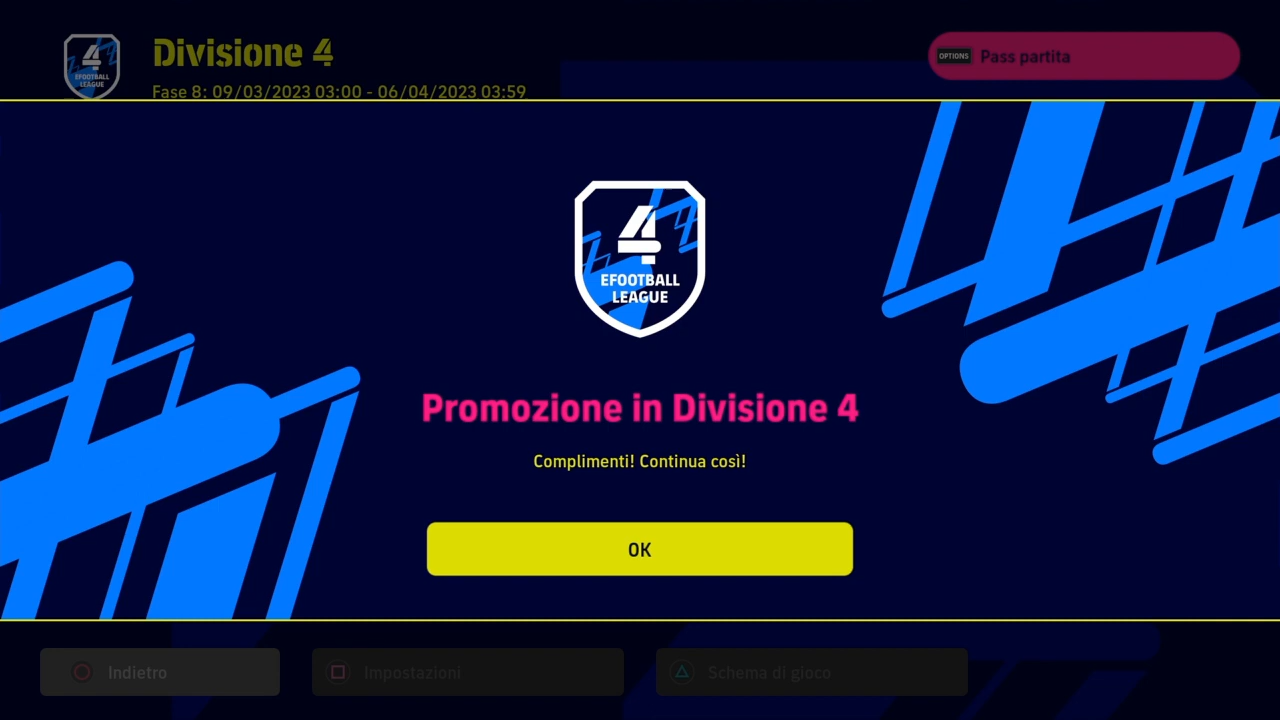 4
EFOOTBALL
LEAGUE
Divisione 4
Fase 8: 09/03/2023 03:00 - 06/04/2023 03:59
OPTIONS Pass partita
4
EFOOTBALL
LEAGUE
Promozione in Divisione 4
Complimenti! Continua così!
OK
Indietro
Impostazioni
Schema di gioco